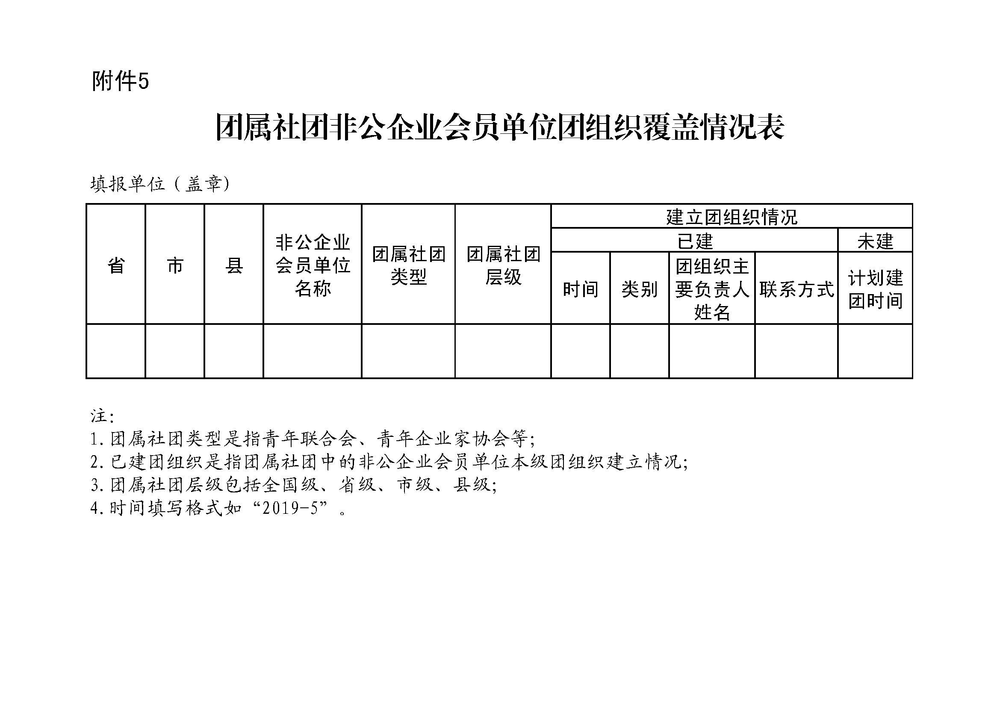 附件5
团属社团非公企业会员单位团组织覆盖情况表
填报单位（盖章）
省
市
县
非公企业
会员单位
名称
团属社团
类型
团属社团
层级
建立团组织情况
已建
未建
时间
类别
团组织主
要负责人
姓名
联系方式
计划建
团时间
注：
1. 团属社团类型是指青年联合会、青年企业家协会等；
2. 已建团组织是指团属社团中的非公企业会员单位本级团组织建立情况；
3. 团属社团层级包括全国级、省级、市级、县级；
4. 时间填写格式如“2019-5”。